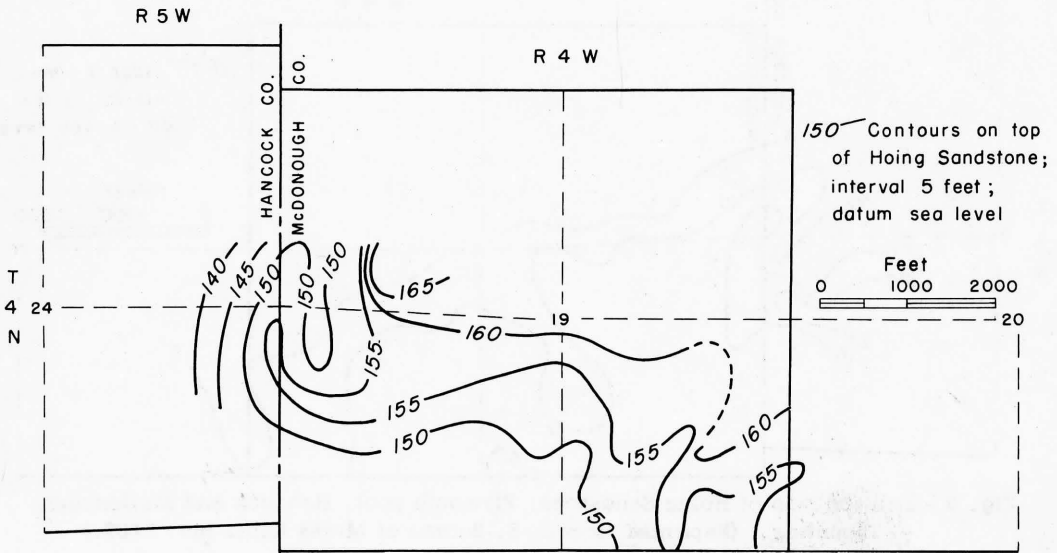 R 5 W
R 4 W
HANCOCK CO.
McDONOUGH CO.
150 Contours on top
of Hoing Sandstone;
interval 5 feet;
datum sea level
Feet
0 1000 2000
T
4
N
24
19
20
140
145
150
150
150
165
160
155
155
150
155
160
155
150